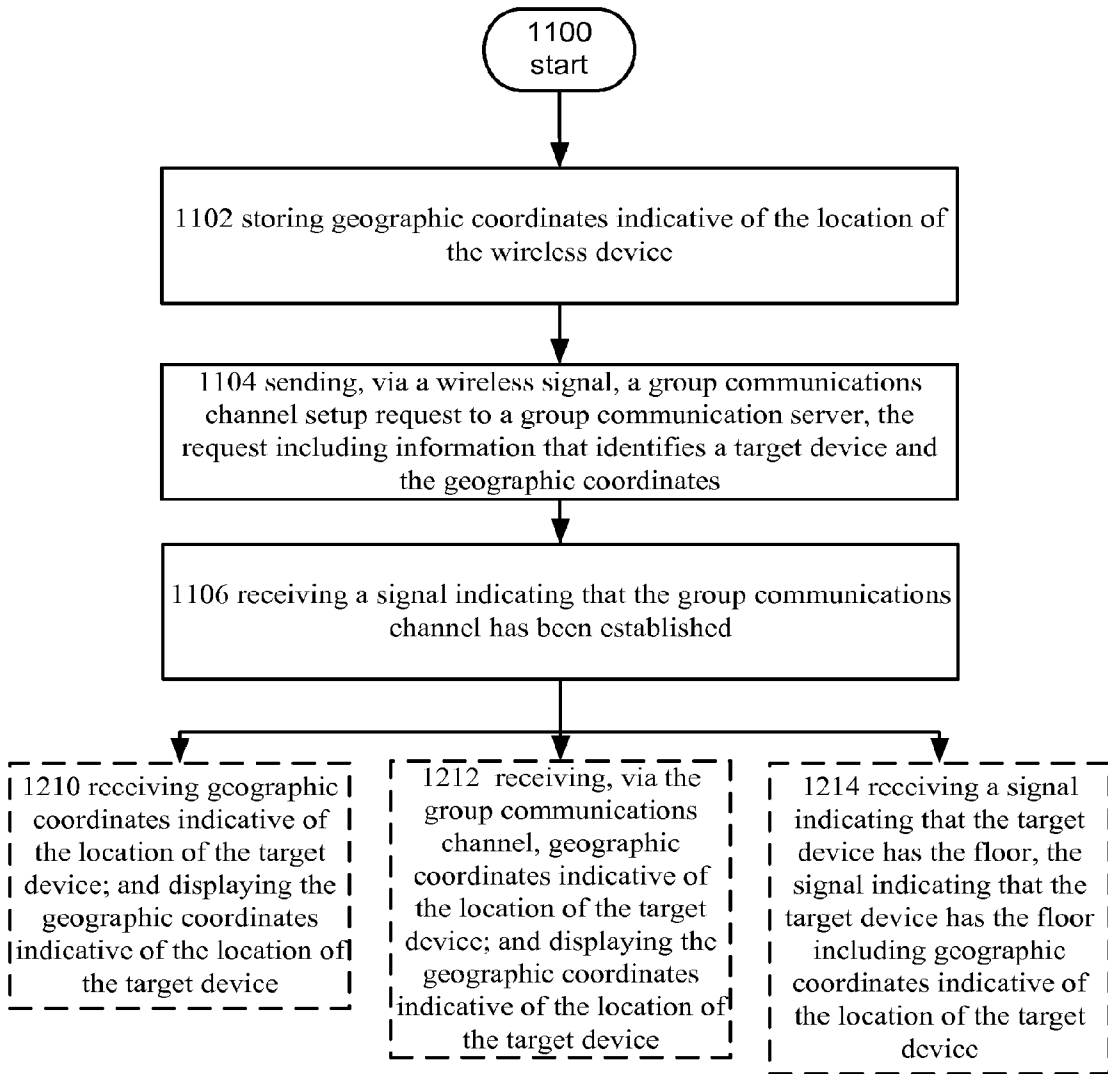 1100
start
1102 storing geographic coordinates indicative of the location of
the wireless device
1104 sending, via a wireless signal, a group communications
channel setup request to a group communication server, the
request including information that identifies a target device and
the geographic coordinates
1106 receiving a signal indicating that the group communications
channel has been established
1210 receiving geographic
coordinates indicative of
the location of the target
device; and displaying the
geographic coordinates
indicative of the location of
the target device
1212 receiving, via the
group communications
channel, geographic
coordinates indicative of
the location of the target
device; and displaying the
geographic coordinates
indicative of the location of
the target device
1214 receiving a signal
indicating that the target
device has the floor, the
signal indicating that the
target device has the floor
including geographic
coordinates indicative of
the location of the target
device